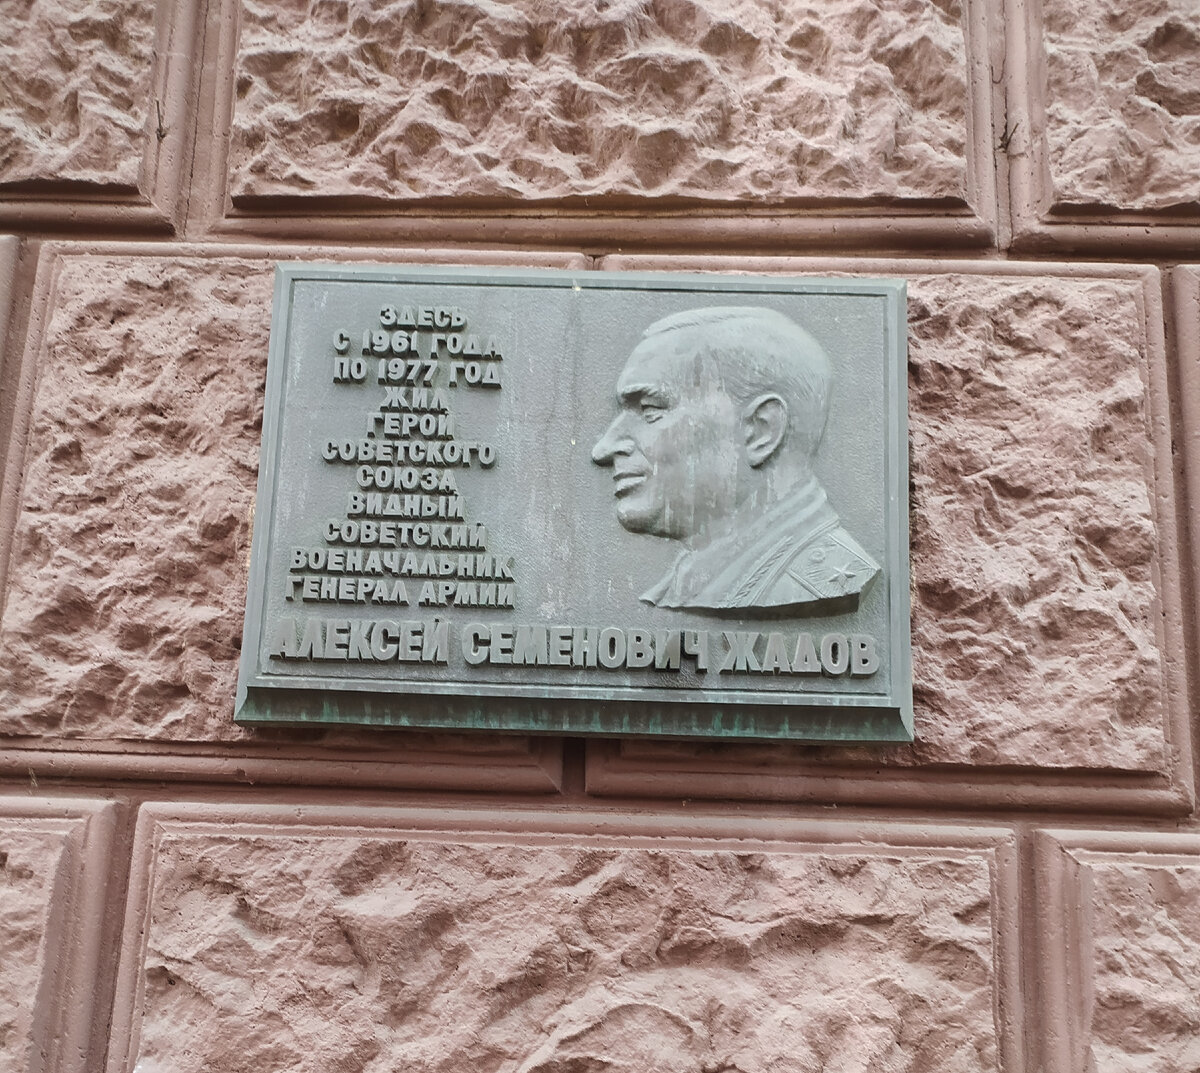 ЗДЕСЬ
С 1961 ГОДА
ПО 1977 ГОД
ЖИЛ
ГЕРОЙ
СОВЕТСКОГО
СОЮЗА
ВИДНЫЙ
СОВЕТСКИЙ
ВОЕНАЧАЛЬНИК
ГЕНЕРАЛ АРМИИ
АЛЕКСЕЙ СЕМЕНОВИЧ ЖАДОВ